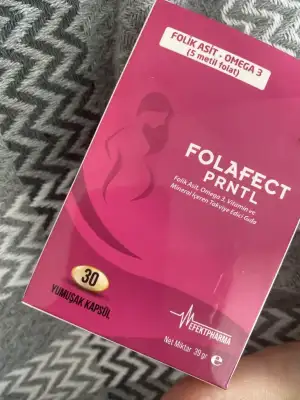 FOLİK ASİT - OMEGA 3
(5 metil folat)
FOLAFECT
PRNTL
Folik Asit, Omega 3, Vitamin ve
Mineral İçeren Takviye Edici Gıda
30
YUMUŞAK KAPSÜL
EFEKTPHARMA
Net Miktar 39 gr e